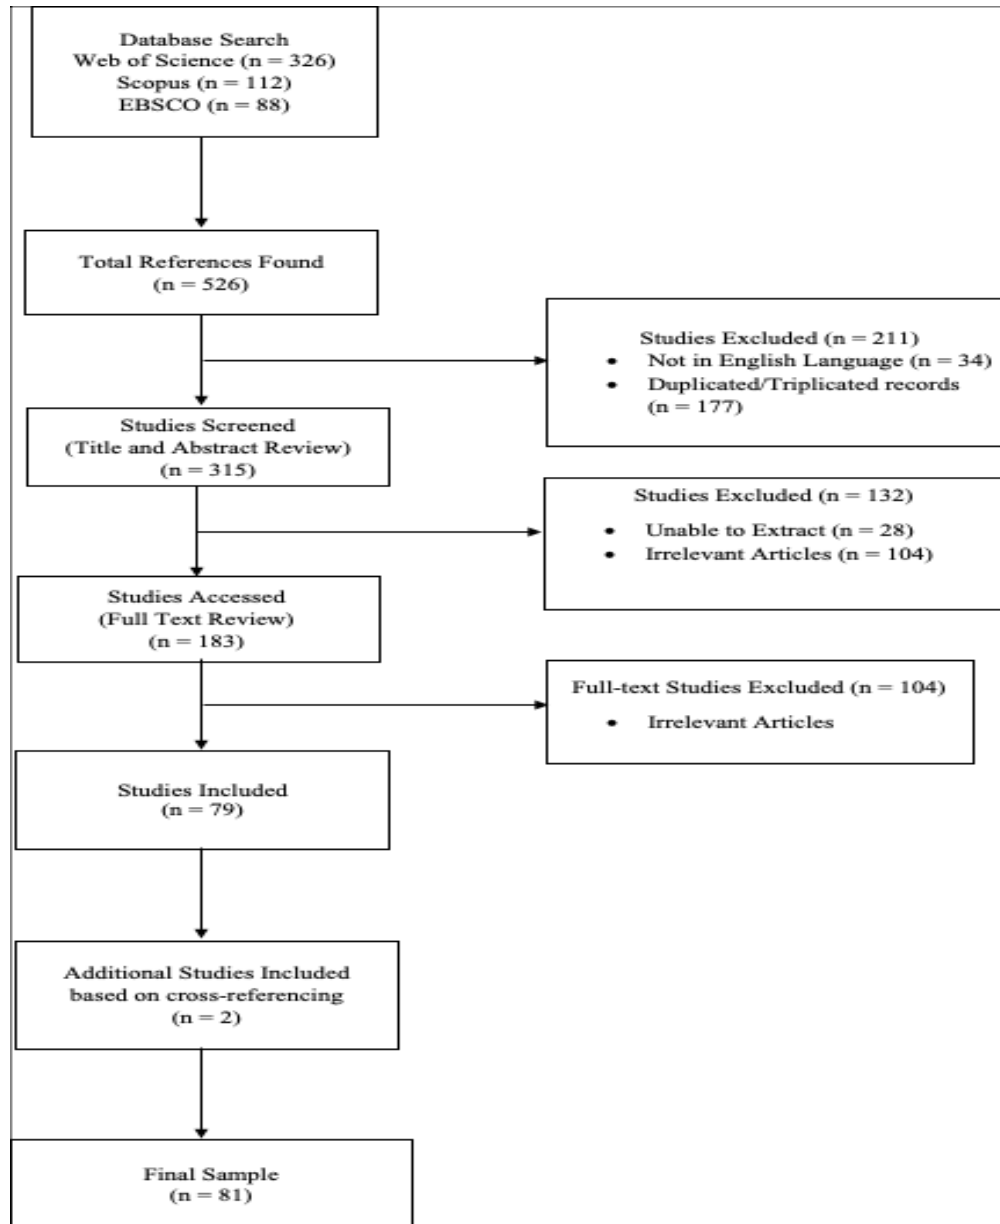 Database Search
Web of Science (n = 326)
Scopus (n = 112)
EBSCO (n = 88)
Total References Found
(n = 526)
Studies Excluded (n = 211)
• Not in English Language (n = 34)
• Duplicated/Triplicated records
(n = 177)
Studies Screened
(Title and Abstract Review)
(n = 315)
Studies Excluded (n = 132)
• Unable to Extract (n = 28)
• Irrelevant Articles (n = 104)
Studies Accessed
(Full Text Review)
(n = 183)
Full-text Studies Excluded (n = 104)
• Irrelevant Articles
Studies Included
(n = 79)
Additional Studies Included
based on cross-referencing
(n = 2)
Final Sample
(n = 81)